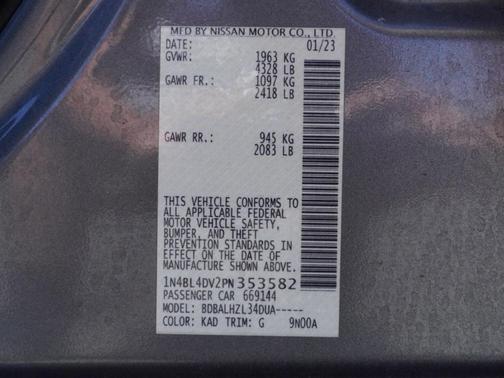 MFD BY NISSAN MOTOR CO., LTD.
DATE: 01/23
GVWR: 1963 KG
4328 LB
GAWR FR.: 1097 KG
2418 LB
GAWR RR.: 945 KG
2083 LB
THIS VEHICLE CONFORMS TO
ALL APPLICABLE FEDERAL
MOTOR VEHICLE SAFETY,
BUMPER, AND THEFT
PREVENTION STANDARDS IN
EFFECT ON THE DATE OF
MANUFACTURE SHOWN ABOVE.
1N4BL4DV2PN353582
PASSENGER CAR 669144
MODEL: BDBALHZL34DUA-----
COLOR: KAD TRIM: G 9N00A